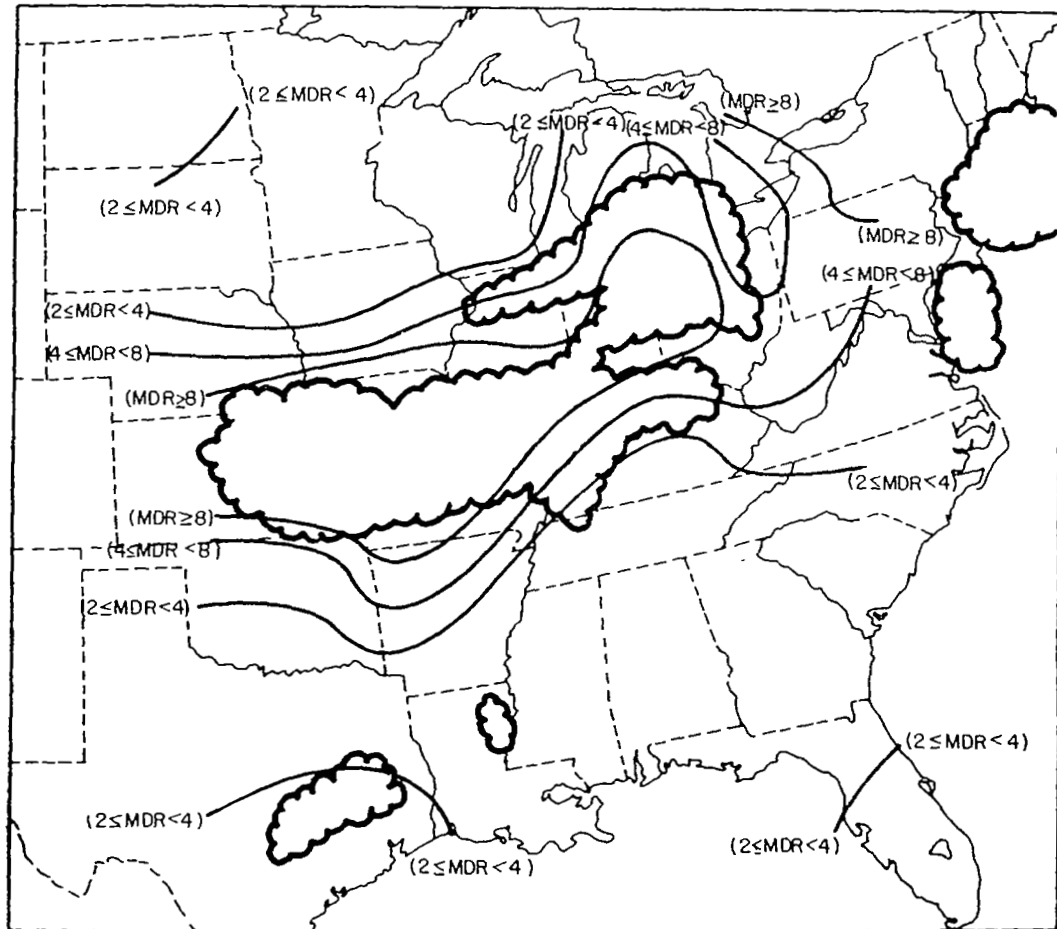 (2 ≤ MDR < 4)
(MDR≥8)
(2 ≤ MDR < 4) (4 ≤ MDR < 8)
(2 ≤ MDR < 4)
(MDR ≥ 8)
(4 ≤ MDR < 8)
(2 ≤ MDR < 4)
(4 ≤ MDR < 8)
(MDR ≥ 8)
(2 ≤ MDR < 4)
(MDR ≥ 8)
(4 ≤ MDR < 8)
(2 ≤ MDR < 4)
(2 ≤ MDR < 4)
(2 ≤ MDR < 4)
(2 ≤ MDR < 4)
(2 ≤ MDR < 4)